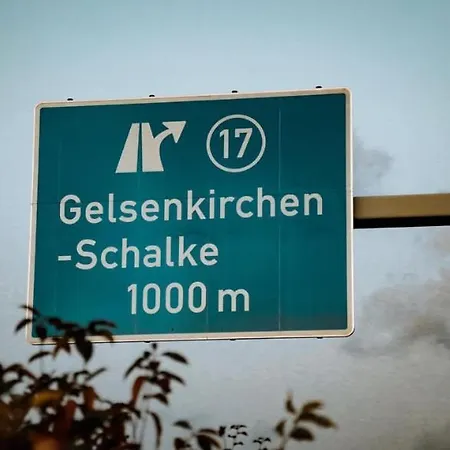 17
Gelsenkirchen
-Schalke
1000 m